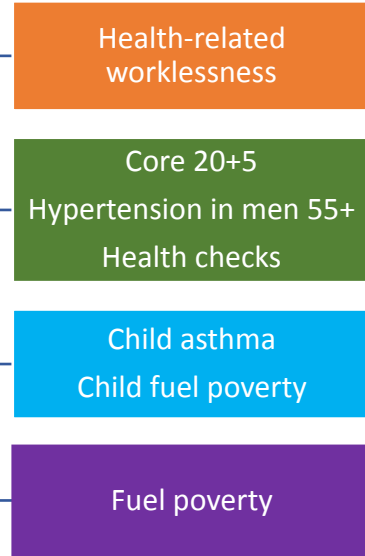 Health-related
worklessness
Core 20+5
Hypertension in men 55+
Health checks
Child asthma
Child fuel poverty
Fuel poverty